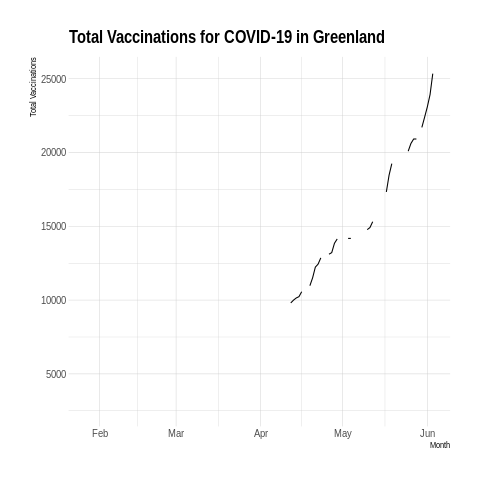 Total Vaccinations for COVID-19 in Greenland
Total Vaccinations
25000
20000
15000
10000
5000
Feb Mar Apr May Jun
Month